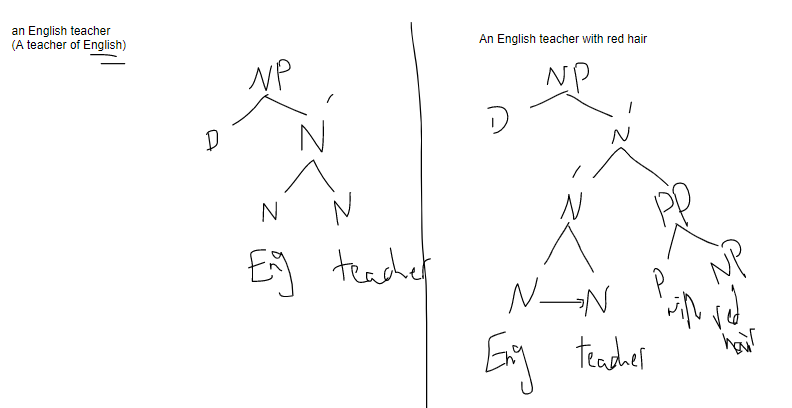 an English teacher
(A teacher of English)
NP
D N'
N N
Eng teacher
An English teacher with red hair
NP
D N'
N' PP
N → N P NP
Eng teacher with red
hair